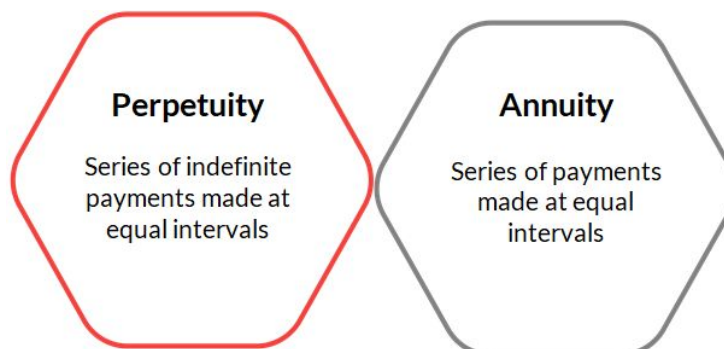 Perpetuity
Series of indefinite
payments made at
equal intervals
Annuity
Series of payments
made at equal
intervals